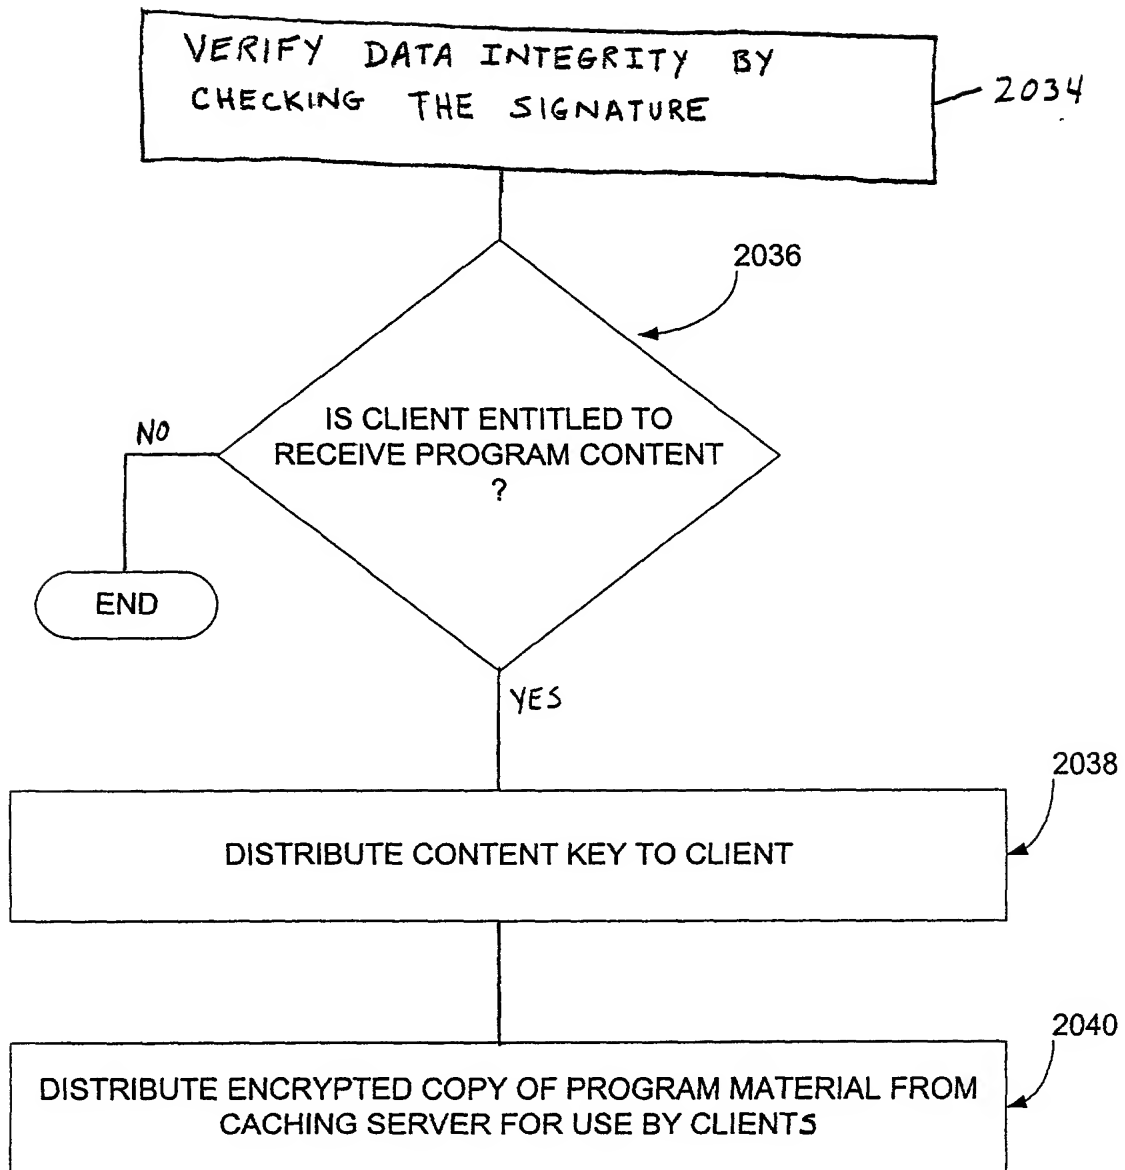 VERIFY DATA INTEGRITY BY
CHECKING THE SIGNATURE
2034
2036
IS CLIENT ENTITLED TO
RECEIVE PROGRAM CONTENT
?
NO
END
YES
2038
DISTRIBUTE CONTENT KEY TO CLIENT
2040
DISTRIBUTE ENCRYPTED COPY OF PROGRAM MATERIAL FROM
CACHING SERVER FOR USE BY CLIENTS